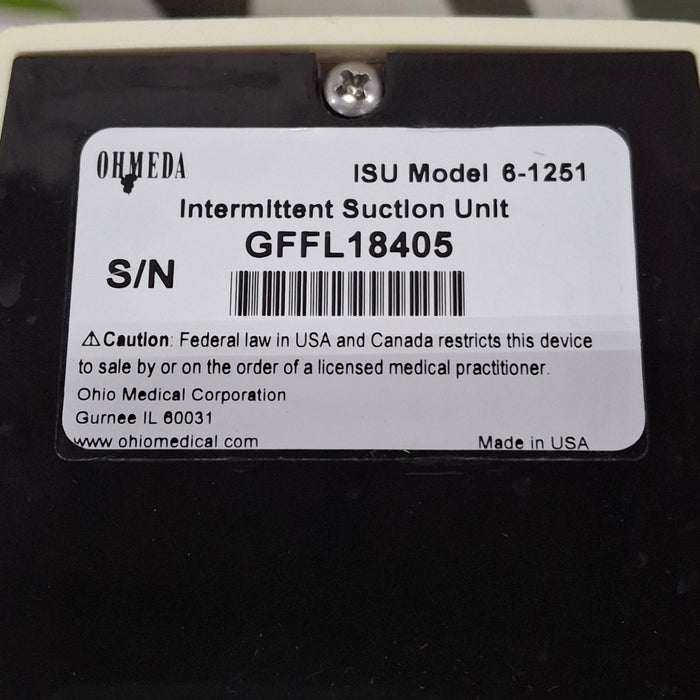 OHMEDA
ISU Model 6-1251
Intermittent Suction Unit
GFFL18405
S/N
⚠Caution: Federal law in USA and Canada restricts this device
to sale by or on the order of a licensed medical practitioner.
Ohio Medical Corporation
Gurnee IL 60031
www.ohiomedical.com
Made in USA